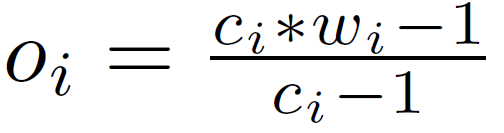 o_i = \frac{c_i * w_i - 1}{c_i - 1}